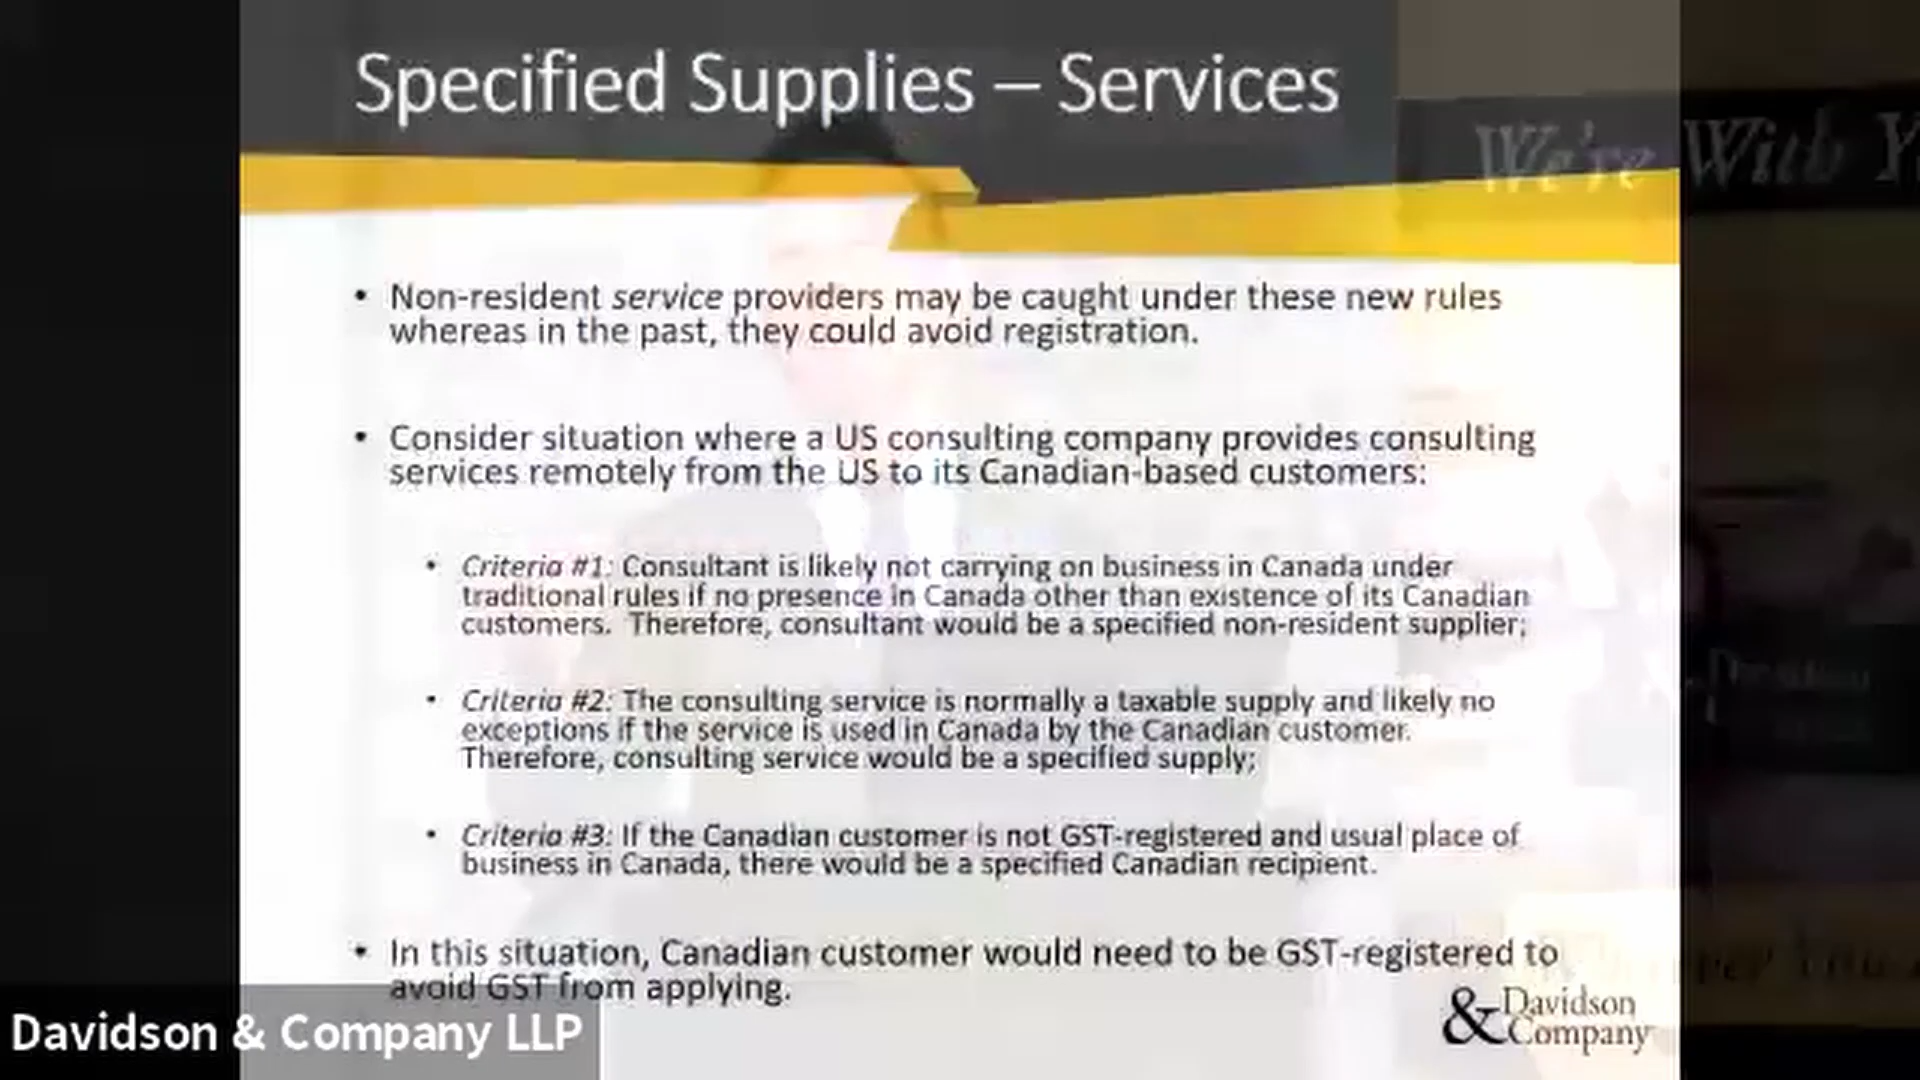 Specified Supplies – Services
We're With
• Non-resident service providers may be caught under these new rules
whereas in the past, they could avoid registration.
• Consider situation where a US consulting company provides consulting
services remotely from the US to its Canadian-based customers:
• Criteria #1: Consultant is likely not carrying on business in Canada under
traditional rules if no presence in Canada other than existence of its Canadian
customers. Therefore, consultant would be a specified non-resident supplier;
• Criteria #2: The consulting service is normally a taxable supply and likely no
exceptions if the service is used in Canada by the Canadian customer.
Therefore, consulting service would be a specified supply;
• Criteria #3: If the Canadian customer is not GST-registered and usual place of
business in Canada, there would be a specified Canadian recipient.
• In this situation, Canadian customer would need to be GST-registered to
avoid GST from applying.
& Davidson
Company
Davidson & Company LLP